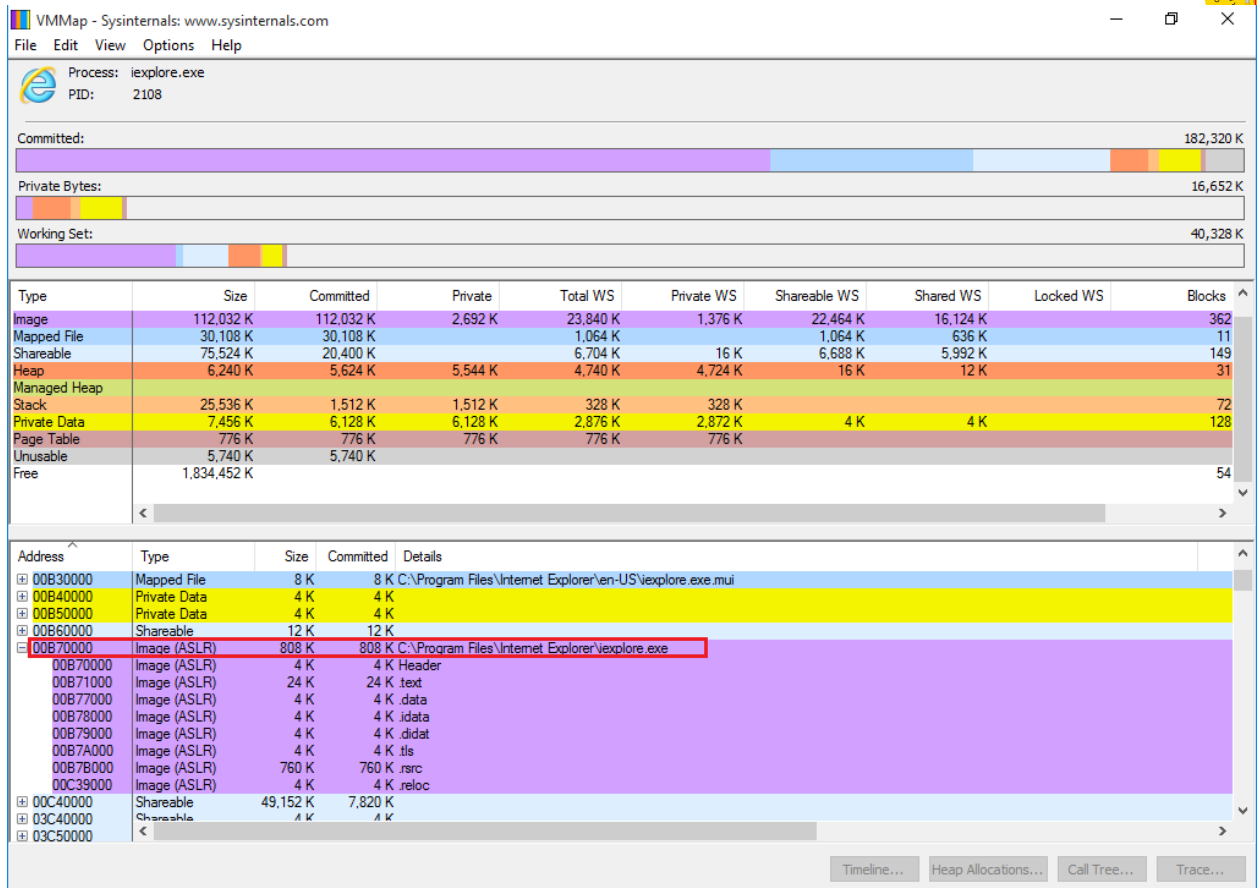 VMMap - Sysinternals: www.sysinternals.com
File Edit View Options Help
Process: iexplore.exe
PID: 2108
Committed: 182,320 K
Private Bytes: 16,652 K
Working Set: 40,328 K
Type Size Committed Private Total WS Private WS Shareable WS Shared WS Locked WS Blocks
Image 112,032 K 112,032 K 2,692 K 23,840 K 1,376 K 22,464 K 16,124 K 362
Mapped File 30,108 K 30,108 K 1,064 K 1,064 K 636 K 11
Shareable 75,524 K 20,400 K 6,704 K 16 K 6,688 K 5,992 K 149
Heap 6,240 K 5,624 K 5,544 K 4,740 K 4,724 K 16 K 12 K 31
Managed Heap
Stack 25,536 K 1,512 K 1,512 K 328 K 328 K 72
Private Data 7,456 K 6,128 K 6,128 K 2,876 K 2,872 K 4 K 4 K 128
Page Table 776 K 776 K 776 K 776 K 776 K
Unusable 5,740 K 5,740 K
Free 1,834,452 K 54
Address Type Size Committed Details
00B30000 Mapped File 8 K 8 K C:\Program Files\Internet Explorer\en-US\iexplore.exe.mui
00B40000 Private Data 4 K 4 K
00B50000 Private Data 4 K 4 K
00B60000 Shareable 12 K 12 K
00B70000 Image (ASLR) 808 K 808 K C:\Program Files\Internet Explorer\iexplore.exe
00B70000 Image (ASLR) 4 K 4 K Header
00B71000 Image (ASLR) 24 K 24 K .text
00B77000 Image (ASLR) 4 K 4 K .data
00B78000 Image (ASLR) 4 K 4 K .idata
00B79000 Image (ASLR) 4 K 4 K .didat
00B7A000 Image (ASLR) 4 K 4 K .tls
00B7B000 Image (ASLR) 760 K 760 K .rsrc
00C39000 Image (ASLR) 4 K 4 K .reloc
00C40000 Shareable 49,152 K 7,820 K
03C40000 Shareable 4 K 4 K
03C50000
Timeline... Heap Allocations... Call Tree... Trace...